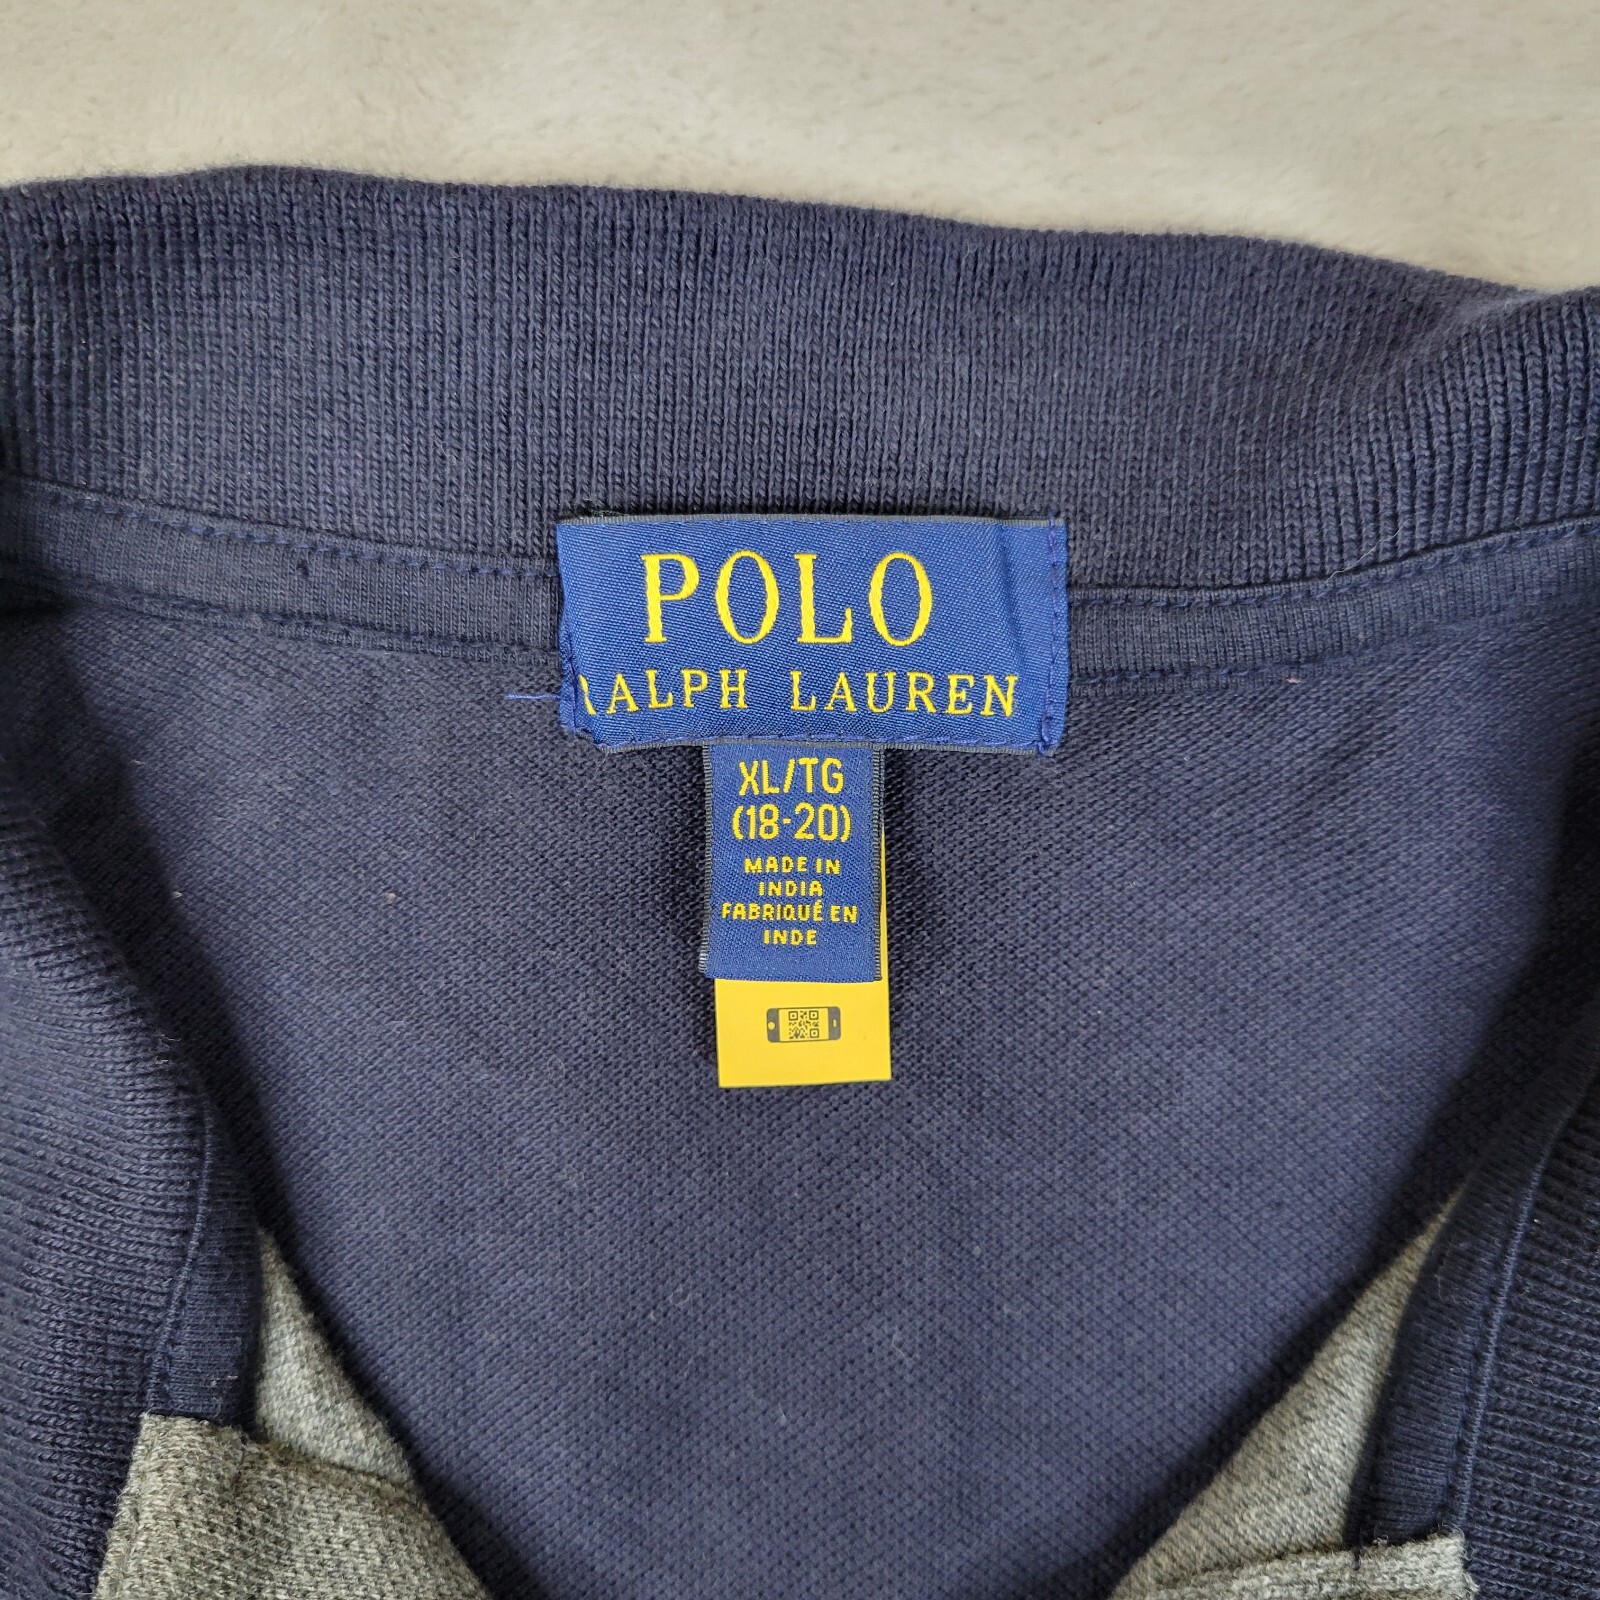 POLO
RALPH LAUREN
XL/TG
(18-20)
MADE IN
INDIA
FABRIQUÉ EN
INDE